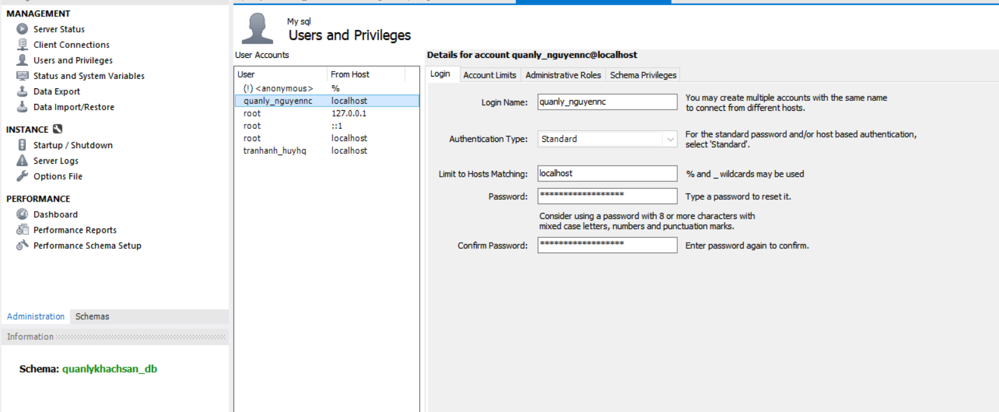 MANAGEMENT
Server Status
Client Connections
Users and Privileges
Status and System Variables
Data Export
Data Import/Restore
INSTANCE
Startup / Shutdown
Server Logs
Options File
PERFORMANCE
Dashboard
Performance Reports
Performance Schema Setup
Administration Schemas
Information
Schema: quanlykhachsan_db
My sql
Users and Privileges
User Accounts
User From Host
(!) <anonymous> %
quanly_nguyennc localhost
root 127.0.0.1
root ::1
root localhost
tranhanh_huyhq localhost
Details for account quanly_nguyennc@localhost
Login Account Limits Administrative Roles Schema Privileges
Login Name: quanly_nguyennc
You may create multiple accounts with the same name
to connect from different hosts.
Authentication Type: Standard
For the standard password and/or host based authentication,
select 'Standard'.
Limit to Hosts Matching: localhost % and _ wildcards may be used
Password: ****************** Type a password to reset it.
Consider using a password with 8 or more characters with
mixed case letters, numbers and punctuation marks.
Confirm Password: ****************** Enter password again to confirm.